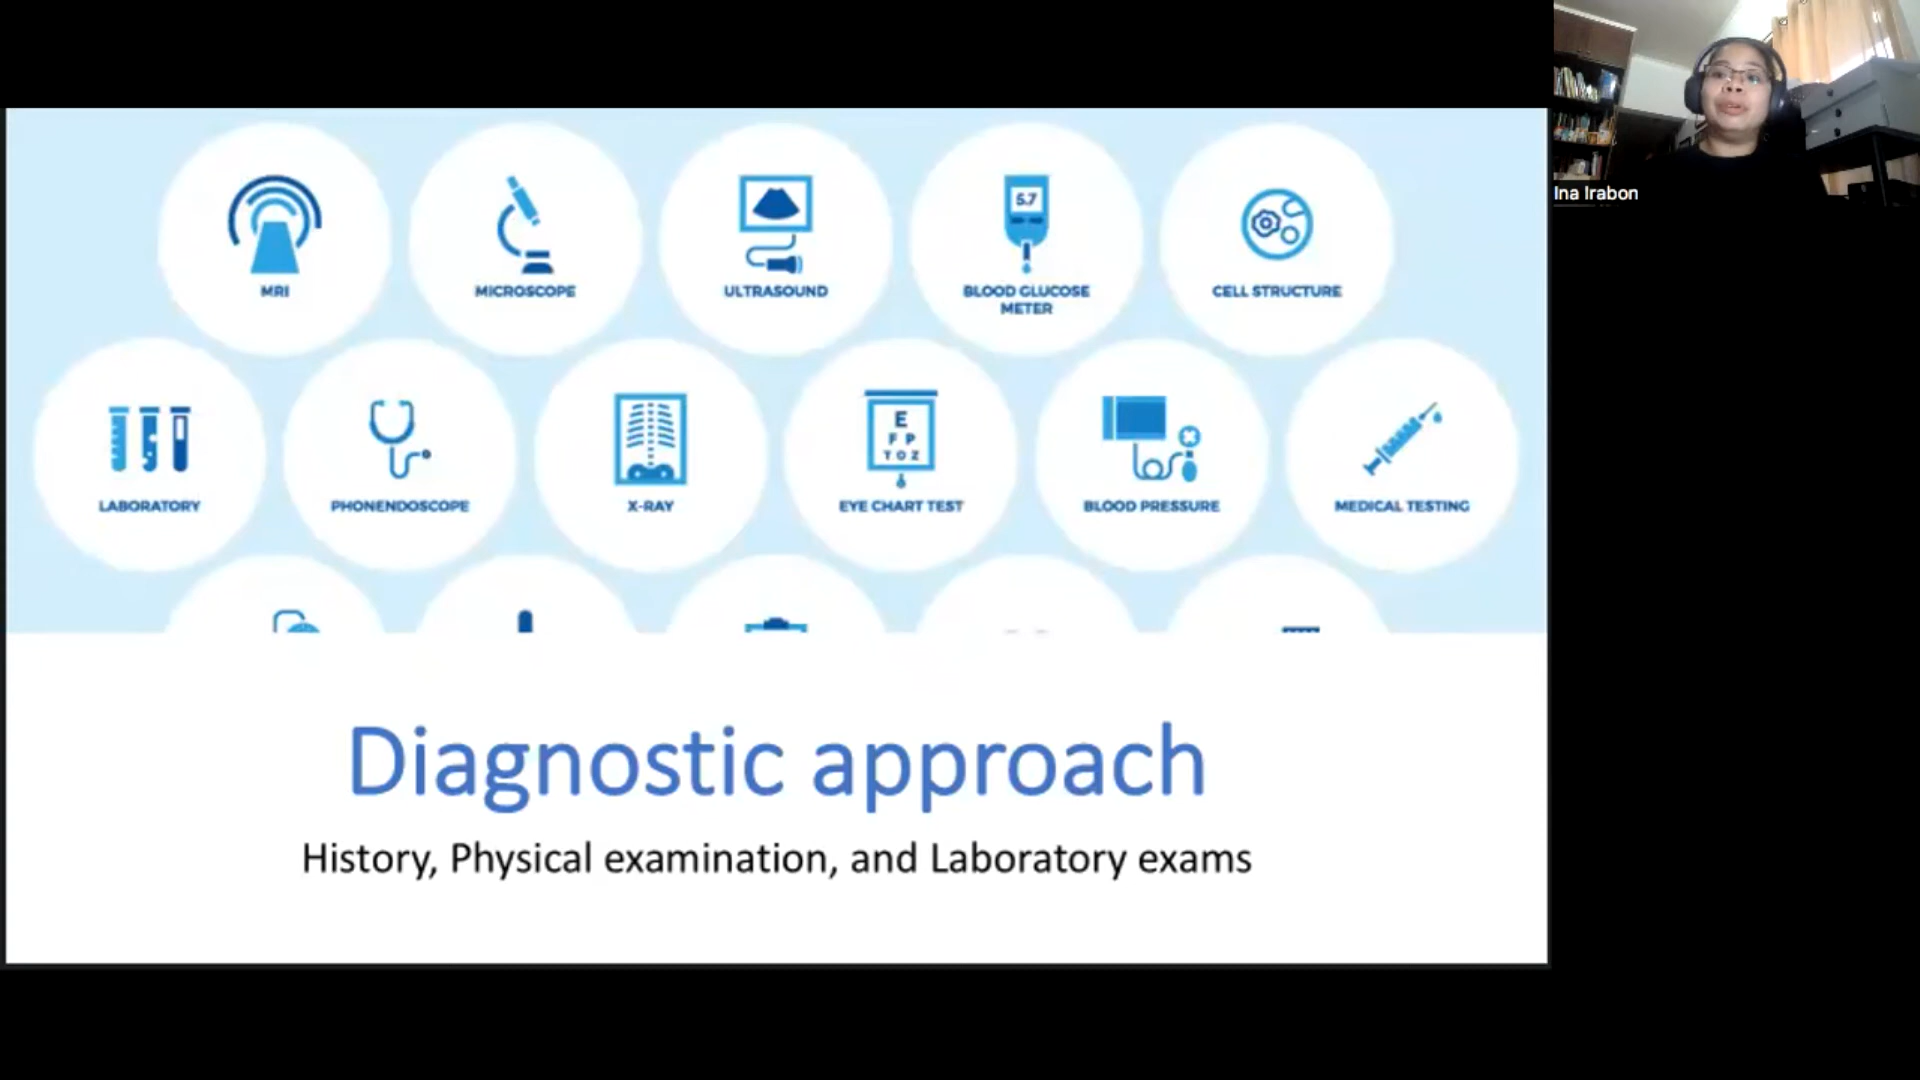 Ina Irabon
5.7
MRI
MICROSCOPE
ULTRASOUND
BLOOD GLUCOSE
METER
CELL STRUCTURE
E
F P
T O Z
LABORATORY
PHONENDOSCOPE
X-RAY
EYE CHART TEST
BLOOD PRESSURE
MEDICAL TESTING
Diagnostic approach
History, Physical examination, and Laboratory exams